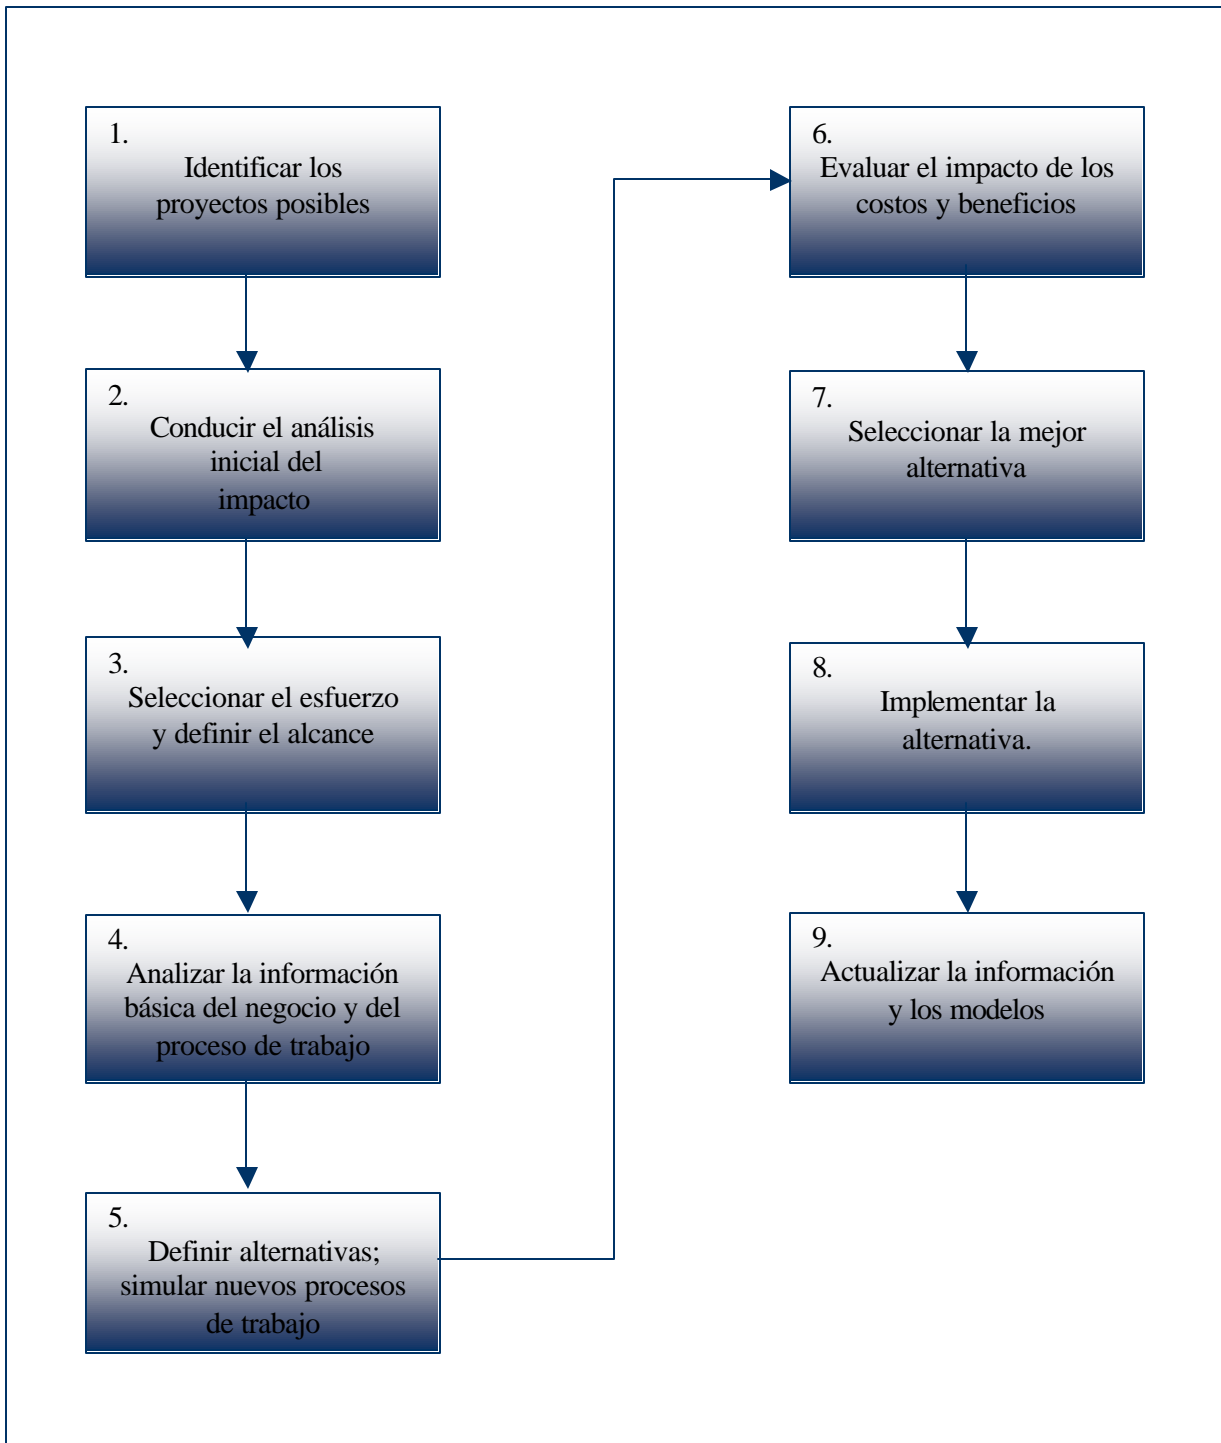 1.
Identificar los
proyectos posibles
2.
Conducir el análisis
inicial del
impacto
3.
Seleccionar el esfuerzo
y definir el alcance
4.
Analizar la información
básica del negocio y del
proceso de trabajo
5.
Definir alternativas;
simular nuevos procesos
de trabajo
6.
Evaluar el impacto de los
costos y beneficios
7.
Seleccionar la mejor
alternativa
8.
Implementar la
alternativa.
9.
Actualizar la información
y los modelos